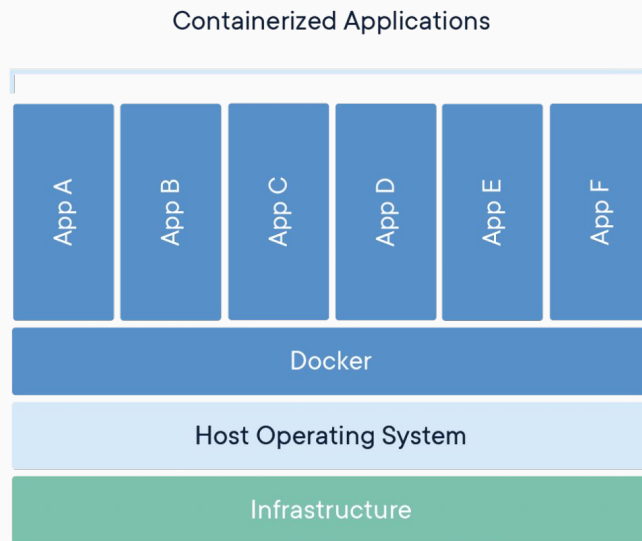 Containerized Applications
App A
App B
App C
App D
App E
App F
Docker
Host Operating System
Infrastructure